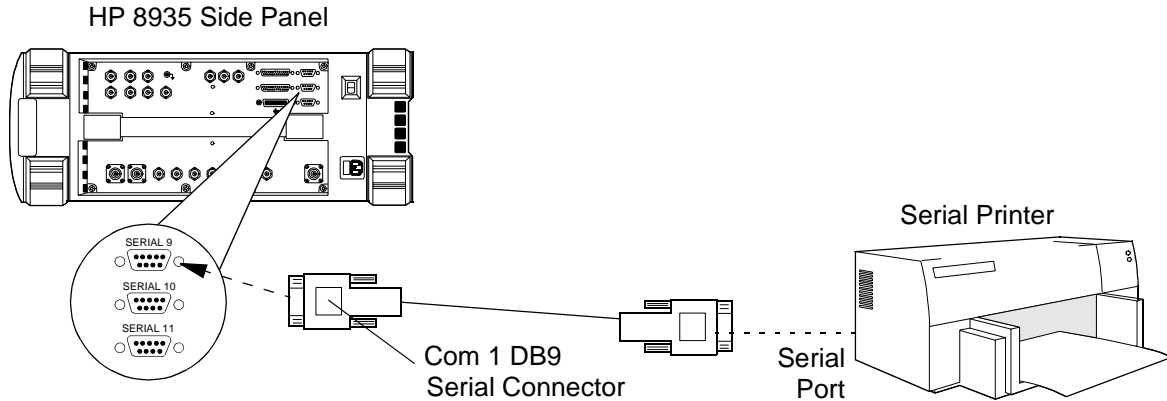 HP 8935 Side Panel
SERIAL 9
SERIAL 10
SERIAL 11
Com 1 DB9
Serial Connector
Serial
Port
Serial Printer